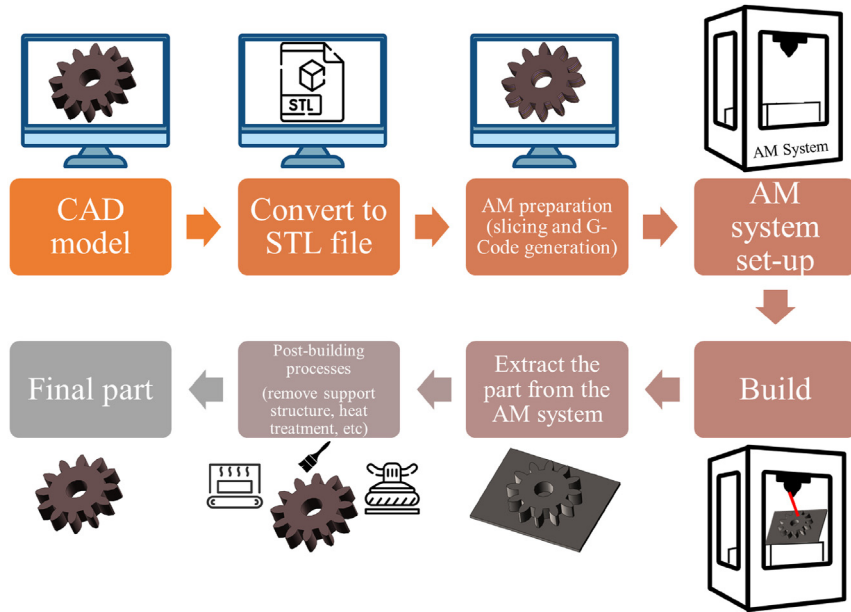 STL
AM System
CAD
model
Convert to
STL file
AM preparation
(slicing and G-
Code generation)
AM
system
set-up
Final part
Post-building
processes
(remove support
structure, heat
treatment, etc)
Extract the
part from the
AM system
Build